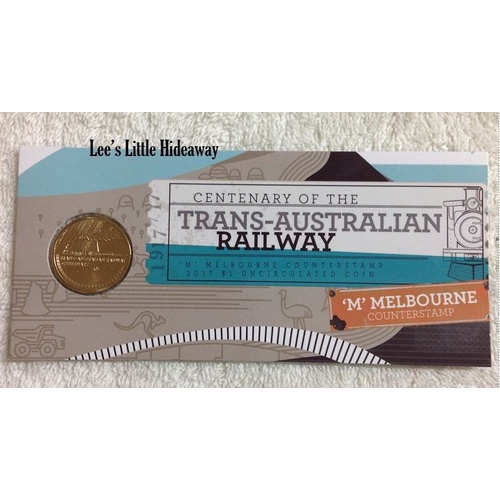 Lee's Little Hideaway
CENTENARY OF THE
TRANS-AUSTRALIAN
RAILWAY
'M' MELBOURNE COUNTERSTAMP
2017 $1 UNCIRCULATED COIN
'M' MELBOURNE
COUNTERSTAMP